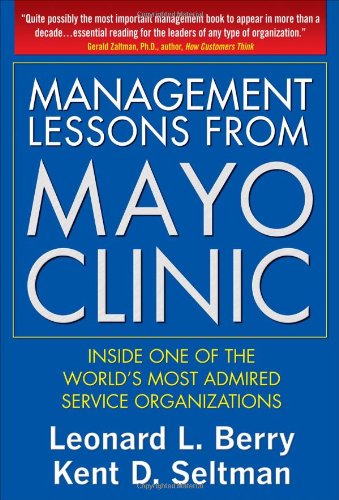 "Quite possibly the most important management book to appear in more than a
decade...essential reading for the leaders of any type of organization."
Gerald Zaltman, Ph.D., author, How Customers Think
MANAGEMENT
LESSONS FROM
MAYO
CLINIC
INSIDE ONE OF THE
WORLD'S MOST ADMIRED
SERVICE ORGANIZATIONS
Leonard L. Berry
Kent D. Seltman